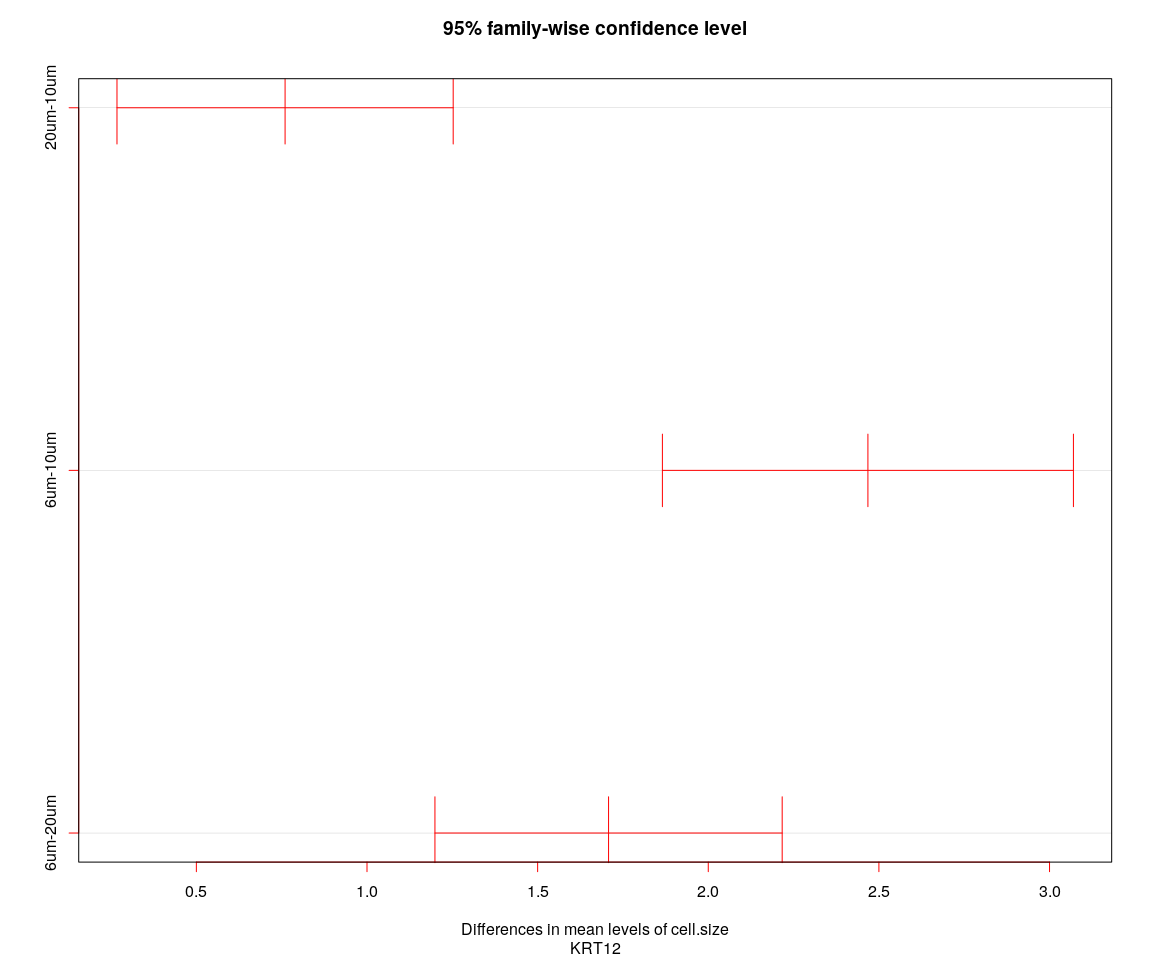 95% family-wise confidence level
20um-10um
6um-10um
6um-20um
0.5 1.0 1.5 2.0 2.5 3.0
Differences in mean levels of cell.size
KRT12